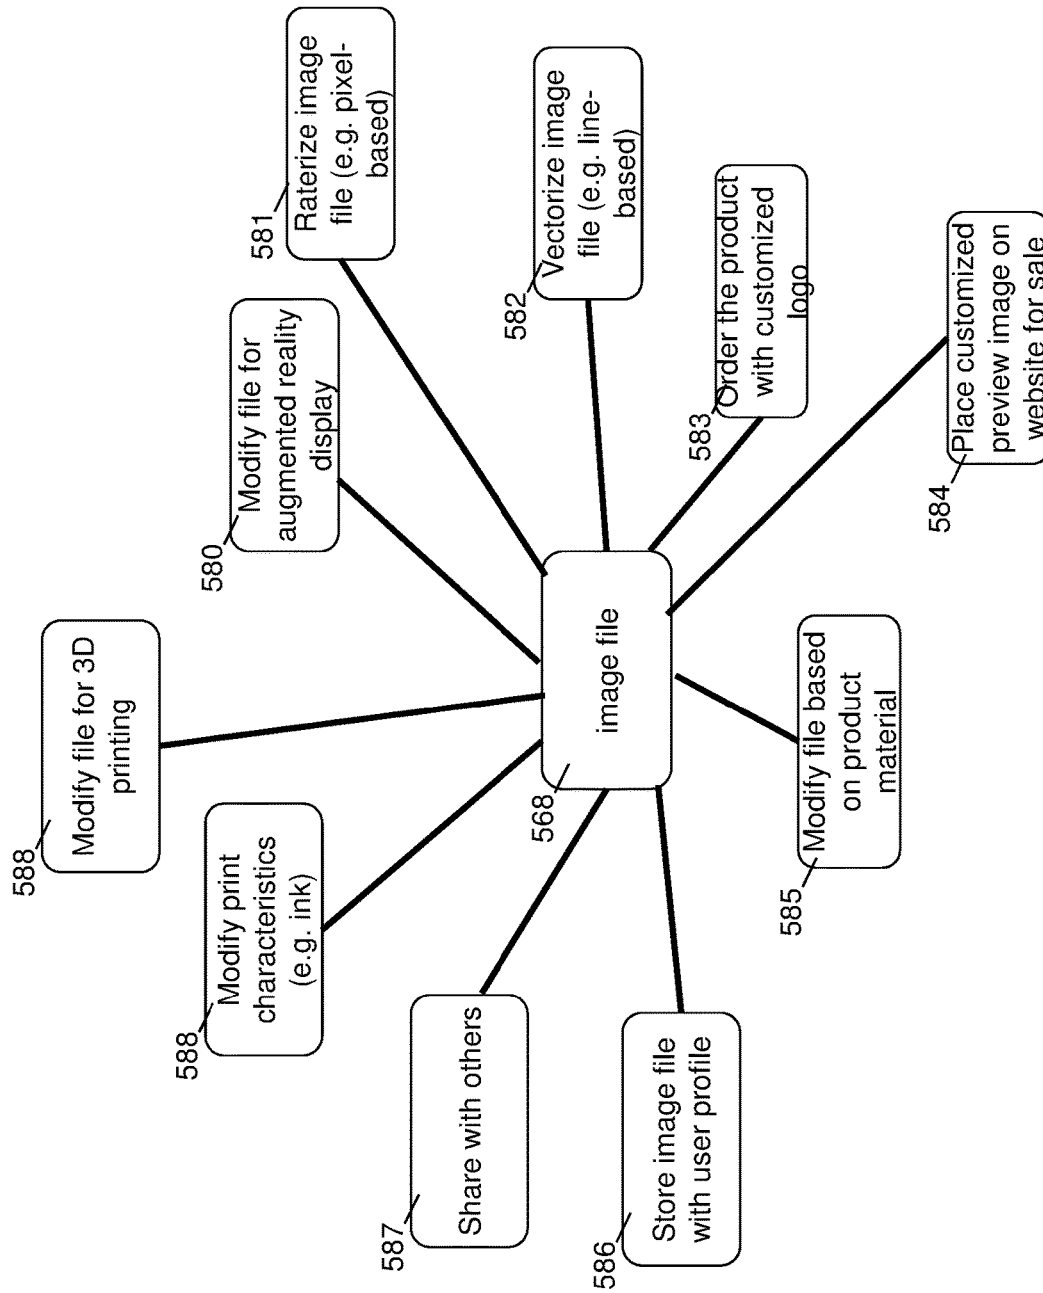 588
Modify file for 3D
printing
580
Modify file for
augmented reality
display
581
Raterize image
file (e.g. pixel-
based)
588
Modify print
characteristics
(e.g. ink)
582
Vectorize image
file (e.g. line-
based)
587
Share with others
568
image file
583
Order the product
with customized
logo
586
Store image file
with user profile
585
Modify file based
on product
material
584
Place customized
preview image on
website for sale